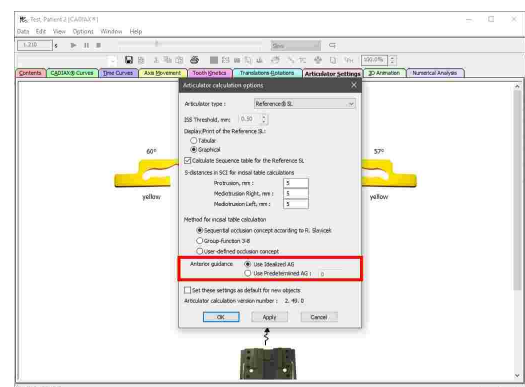 Test, Patient J (CADIAX®)
Data Edit View Options Window Help
1.210 s Slow
100.0%
Contents CADIAX® Curves Time Curves Axis Movement Tooth Kinetics Translations-Rotations Articulator Settings 3D Animation Numerical Analysis
Articulator calculation options
Articulator type : Reference® SL
ISS Threshold, mm: 0.50
Display/Print of the Reference SL:
Tabular
Graphical
Calculate Sequence table for the Reference SL
S-distances in SCI for incisal table calculations
Protrusion, mm : 5
Mediotrusion Right, mm : 5
Mediotrusion Left, mm : 5
Method for incisal table calculation
Sequential occlusion concept according to R. Slavicek
Group-function 3-8
User-defined occlusion concept
Anterior guidance Use Idealized AG
Use Predetermined AG : 0
Set these settings as default for new objects
Articulator calculation version number : 2. 49. 0
OK Apply Cancel
60°
yellow
57°
yellow